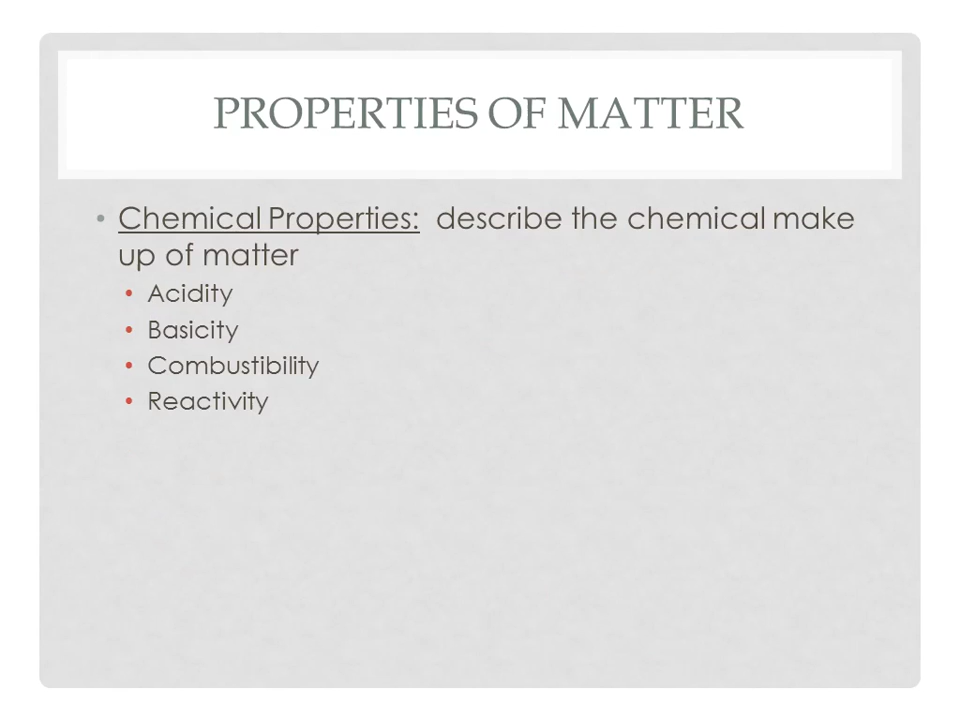 PROPERTIES OF MATTER
• Chemical Properties: describe the chemical make
up of matter
• Acidity
• Basicity
• Combustibility
• Reactivity